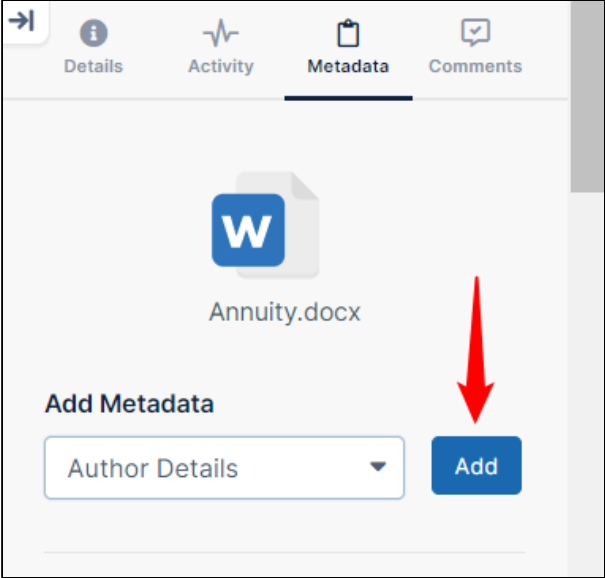 Details Activity Metadata Comments
W
Annuity.docx
Add Metadata
Author Details Add